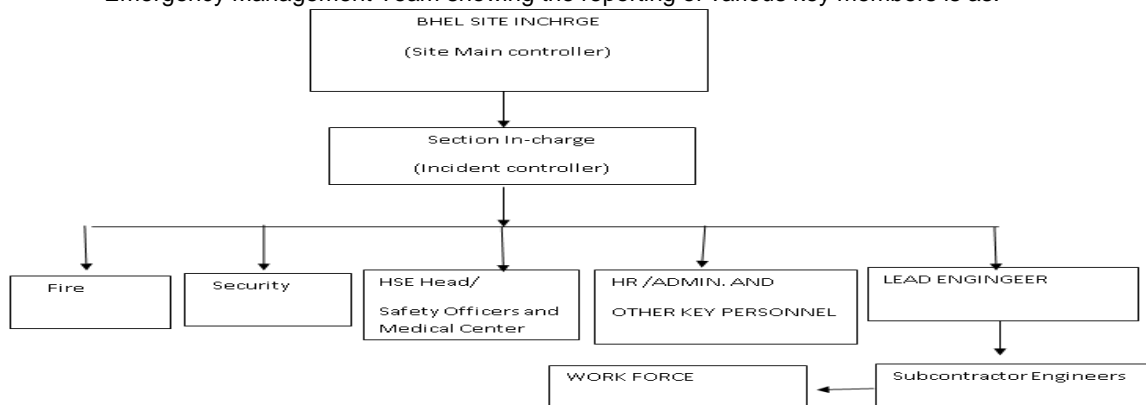 Emergency Management Team showing the reporting of various key members is as:
BHEL SITE INCHRGE
(Site Main controller)
Section In-charge
(Incident controller)
Fire
Security
HSE Head/
Safety Officers and
Medical Center
HR /ADMIN. AND
OTHER KEY PERSONNEL
LEAD ENGINGEER
Subcontractor Engineers
WORK FORCE